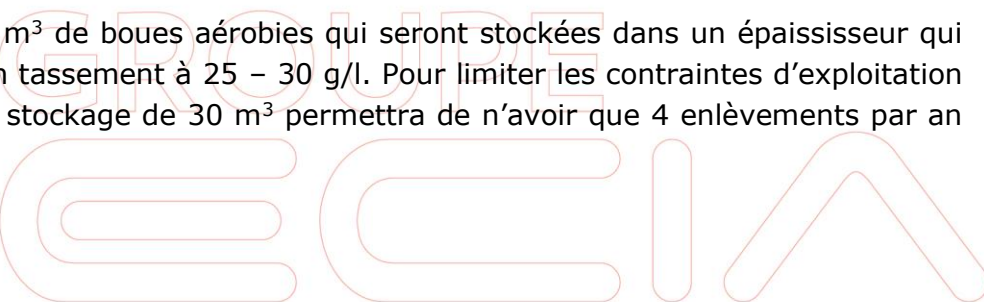 m³ de boues aérobies qui seront stockées dans un épaississeur qui
n tassement à 25 – 30 g/l. Pour limiter les contraintes d’exploitation
stockage de 30 m³ permettra de n’avoir que 4 enlèvements par an
GROUPE
ECIA